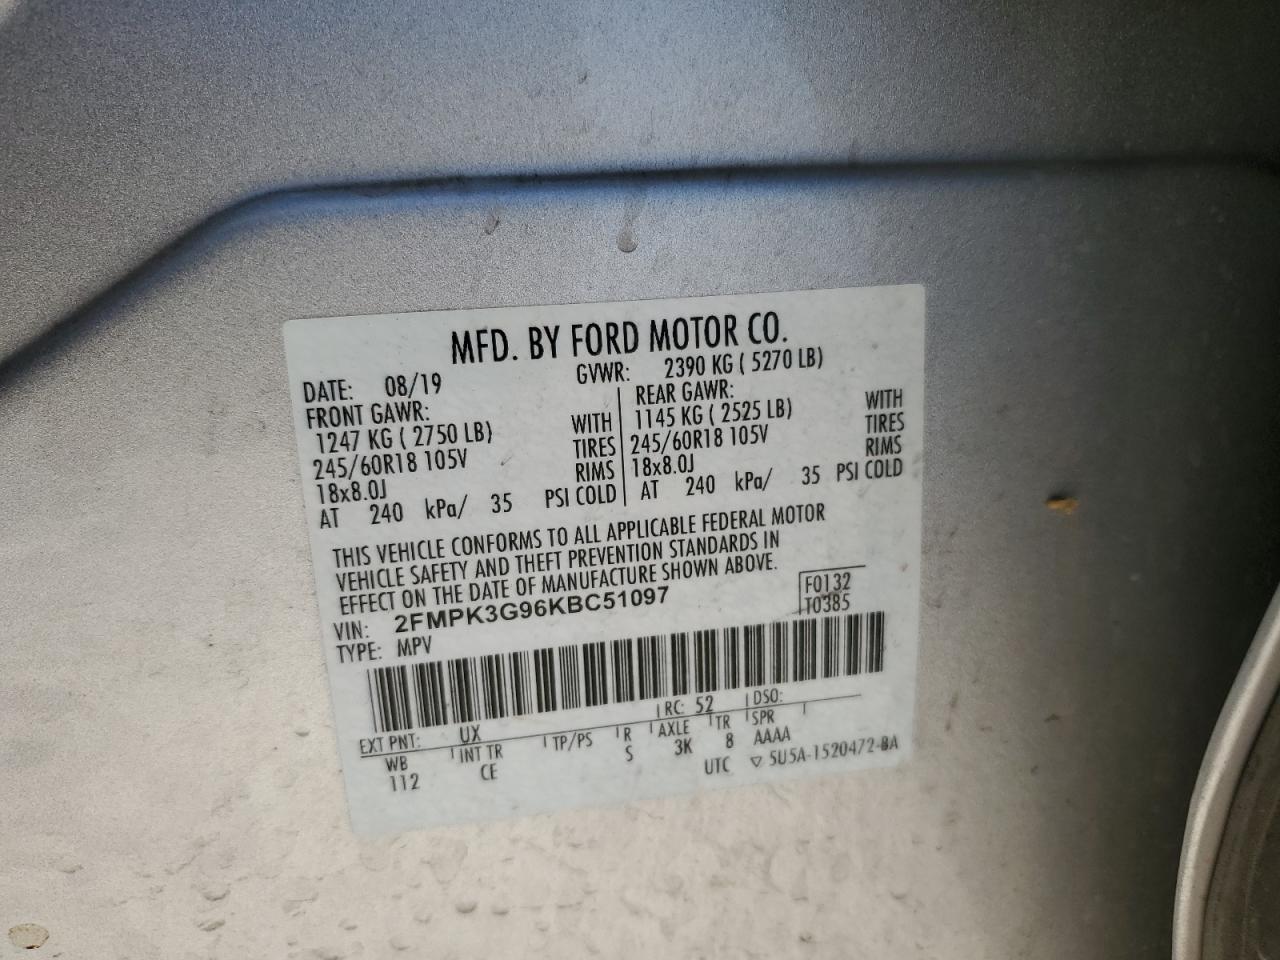 MFD. BY FORD MOTOR CO.
DATE: 08/19 GVWR: 2390 KG ( 5270 LB)
FRONT GAWR: REAR GAWR:
1247 KG ( 2750 LB) WITH 1145 KG ( 2525 LB) WITH
245/60R18 105V TIRES 245/60R18 105V TIRES
18x8.0J RIMS 18x8.0J RIMS
AT 240 kPa/ 35 PSI COLD AT 240 kPa/ 35 PSI COLD
THIS VEHICLE CONFORMS TO ALL APPLICABLE FEDERAL MOTOR
VEHICLE SAFETY AND THEFT PREVENTION STANDARDS IN
EFFECT ON THE DATE OF MANUFACTURE SHOWN ABOVE.
VIN: 2FMPK3G96KBC51097 F0132
TYPE: MPV T0385
EXT PNT: UX RC: 52 DSO:
WB INT TR TP/PS R AXLE TR SPR
112 CE S 3K 8 AAAA
UTC ▽ 5U5A-1520472-BA